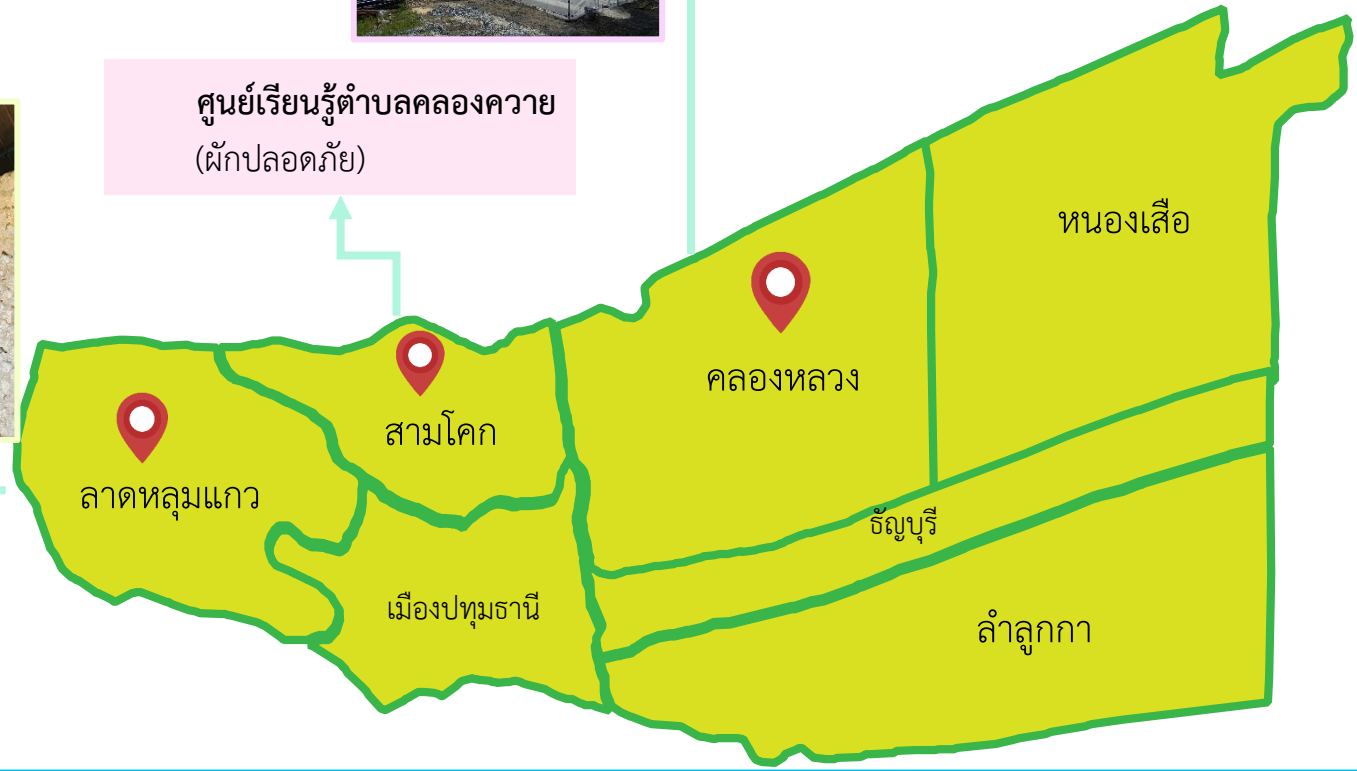 ศูนย์เรียนรู้ตำบลคลองควาย
(ผักปลอดภัย)
หนองเสือ
คลองหลวง
สามโคก
ลาดหลุมแกว
ธัญบุรี
เมืองปทุมธานี
ลำลูกกา